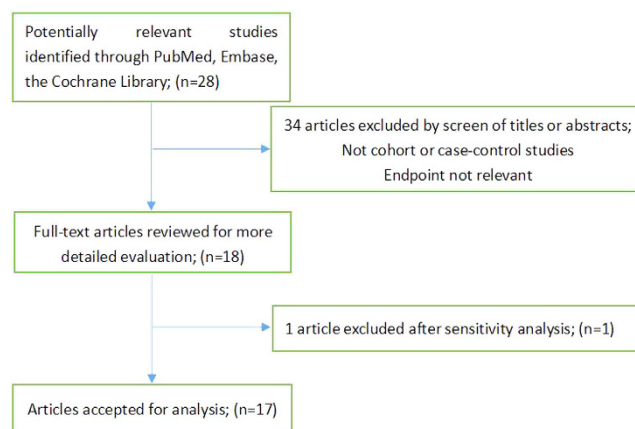 Potentially relevant studies
identified through PubMed, Embase,
the Cochrane Library; (n=28)
34 articles excluded by screen of titles or abstracts;
Not cohort or case-control studies
Endpoint not relevant
Full-text articles reviewed for more
detailed evaluation; (n=18)
1 article excluded after sensitivity analysis; (n=1)
Articles accepted for analysis; (n=17)